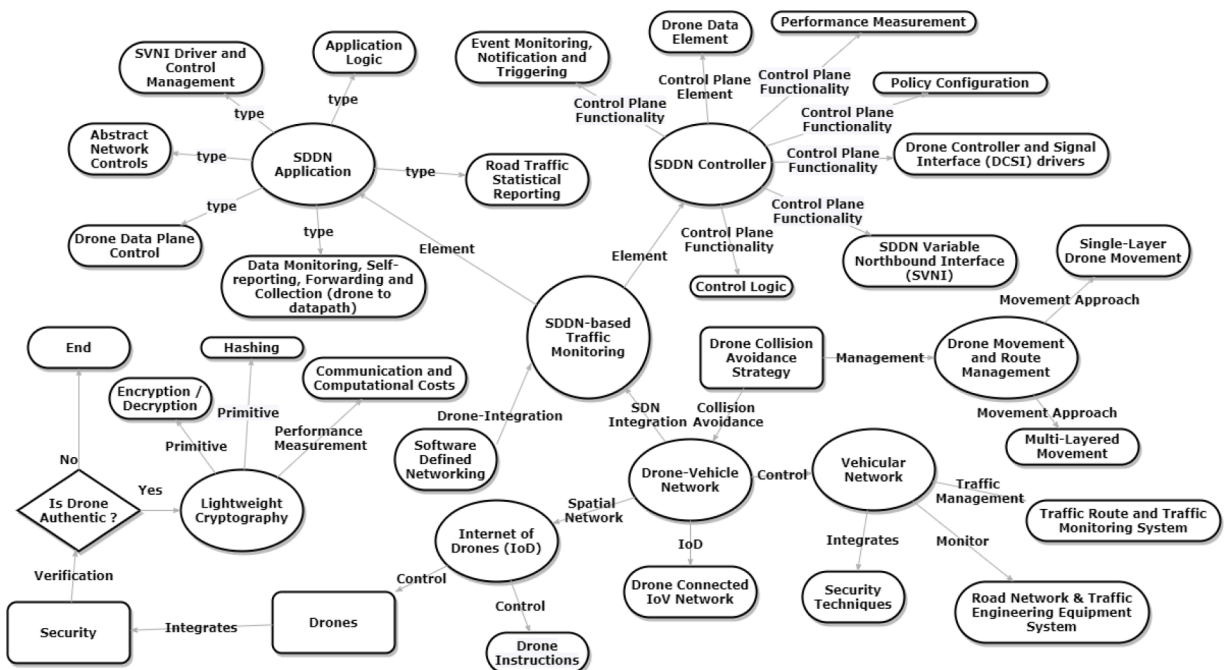 SVNI Driver and
Control
Management
Application
Logic
type
type
Abstract
Network
Controls
type
SDDN
Application
type
Road Traffic
Statistical
Reporting
type
Drone Data Plane
Control
type
Data Monitoring, Self-
reporting, Forwarding and
Collection (drone to
datapath)
Element
Event Monitoring,
Notification and
Triggering
Drone Data
Element
Performance Measurement
Control Plane
Functionality
Control Plane
Element
Control Plane
Functionality
Policy Configuration
Control Plane
Functionality
SDDN Controller
Control Plane
Functionality
Drone Controller and Signal
Interface (DCSI) drivers
Control Plane
Functionality
SDDN Variable
Northbound Interface
(SVNI)
Control Plane
Functionality
Control Logic
Element
SDDN-based
Traffic
Monitoring
Single-Layer
Drone Movement
Movement Approach
Drone Collision
Avoidance
Strategy
Management
Drone Movement
and Route
Management
Movement Approach
Multi-Layered
Movement
Collision
Avoidance
SDN
Integration
Drone-Integration
Software
Defined
Networking
End
Hashing
Encryption /
Decryption
Communication and
Computational Costs
Primitive
Primitive
Performance
Measurement
No
Is Drone
Authentic ?
Yes
Lightweight
Cryptography
Verification
Security
Integrates
Drones
Control
Internet of
Drones (IoD)
Control
Drone
Instructions
Spatial
Network
Drone-Vehicle
Network
IoD
Drone Connected
IoV Network
Control
Vehicular
Network
Traffic
Management
Traffic Route and Traffic
Monitoring System
Integrates
Security
Techniques
Monitor
Road Network & Traffic
Engineering Equipment
System